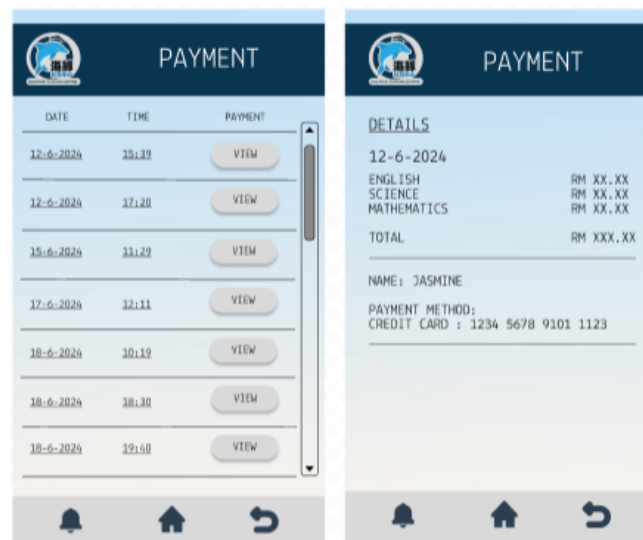 海豚
PAYMENT
DATE TIME PAYMENT
12-6-2024 15:39 VIEW
12-6-2024 17:20 VIEW
15-6-2024 11:29 VIEW
17-6-2024 12:11 VIEW
18-6-2024 10:19 VIEW
18-6-2024 18:30 VIEW
18-6-2024 19:40 VIEW
海豚
PAYMENT
DETAILS
12-6-2024
ENGLISH RM XX.XX
SCIENCE RM XX.XX
MATHEMATICS RM XX.XX
TOTAL RM XXX.XX
NAME: JASMINE
PAYMENT METHOD:
CREDIT CARD : 1234 5678 9101 1123